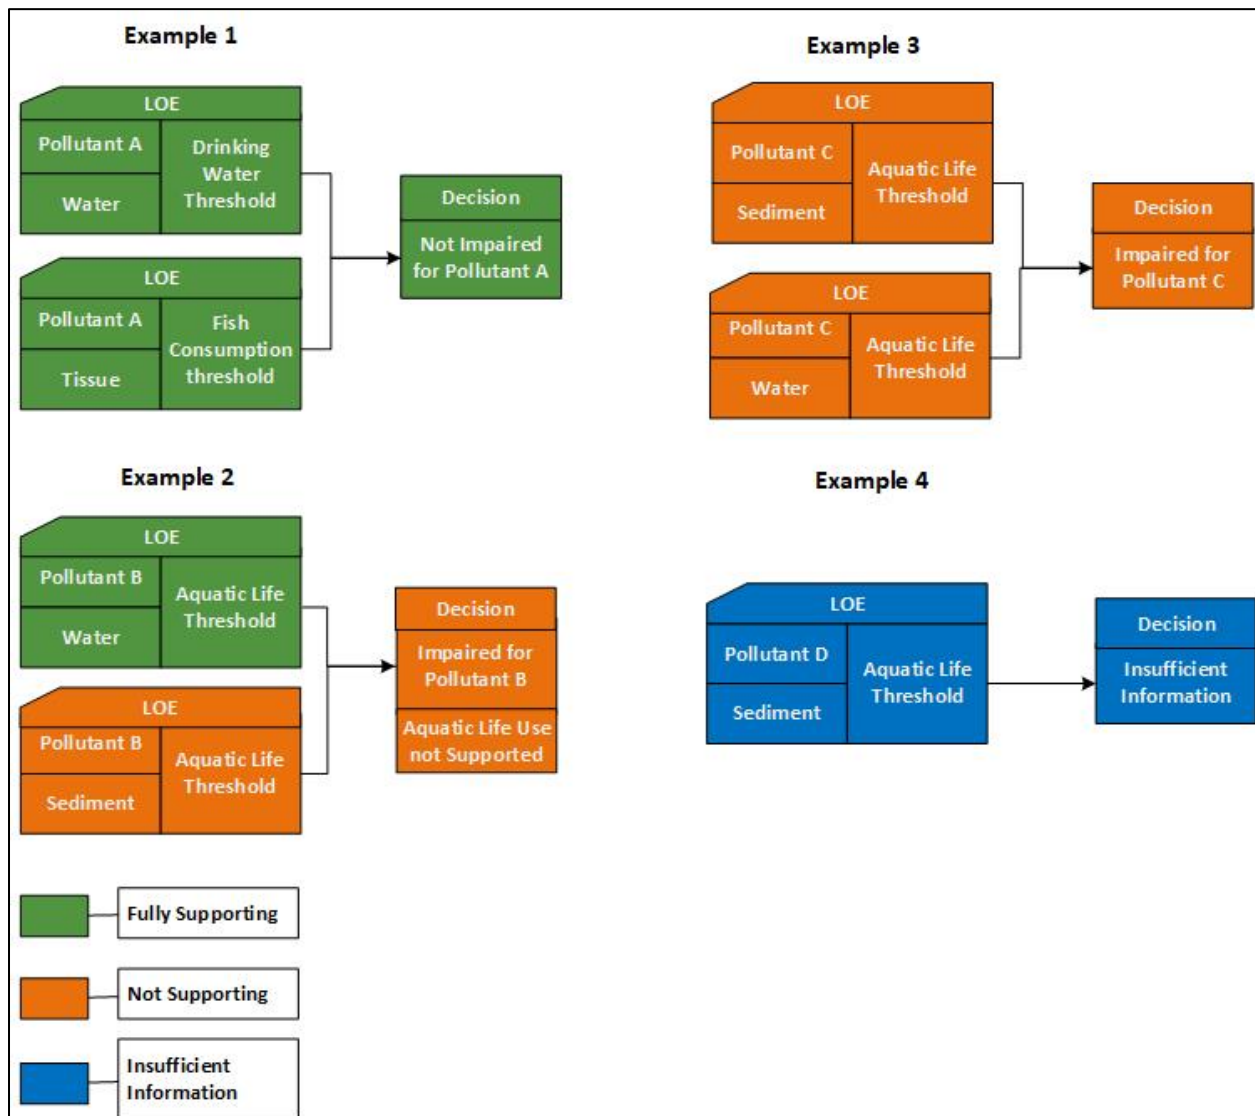 Example 1
LOE
Pollutant A
Water
Drinking
Water
Threshold
LOE
Pollutant A
Tissue
Fish
Consumption
threshold
Decision
Not Impaired
for Pollutant A
Example 3
LOE
Pollutant C
Sediment
Aquatic Life
Threshold
LOE
Pollutant C
Water
Aquatic Life
Threshold
Decision
Impaired for
Pollutant C
Example 2
LOE
Pollutant B
Water
Aquatic Life
Threshold
LOE
Pollutant B
Sediment
Aquatic Life
Threshold
Decision
Impaired for
Pollutant B
Aquatic Life Use
not Supported
Example 4
LOE
Pollutant D
Sediment
Aquatic Life
Threshold
Decision
Insufficient
Information
Fully Supporting
Not Supporting
Insufficient
Information